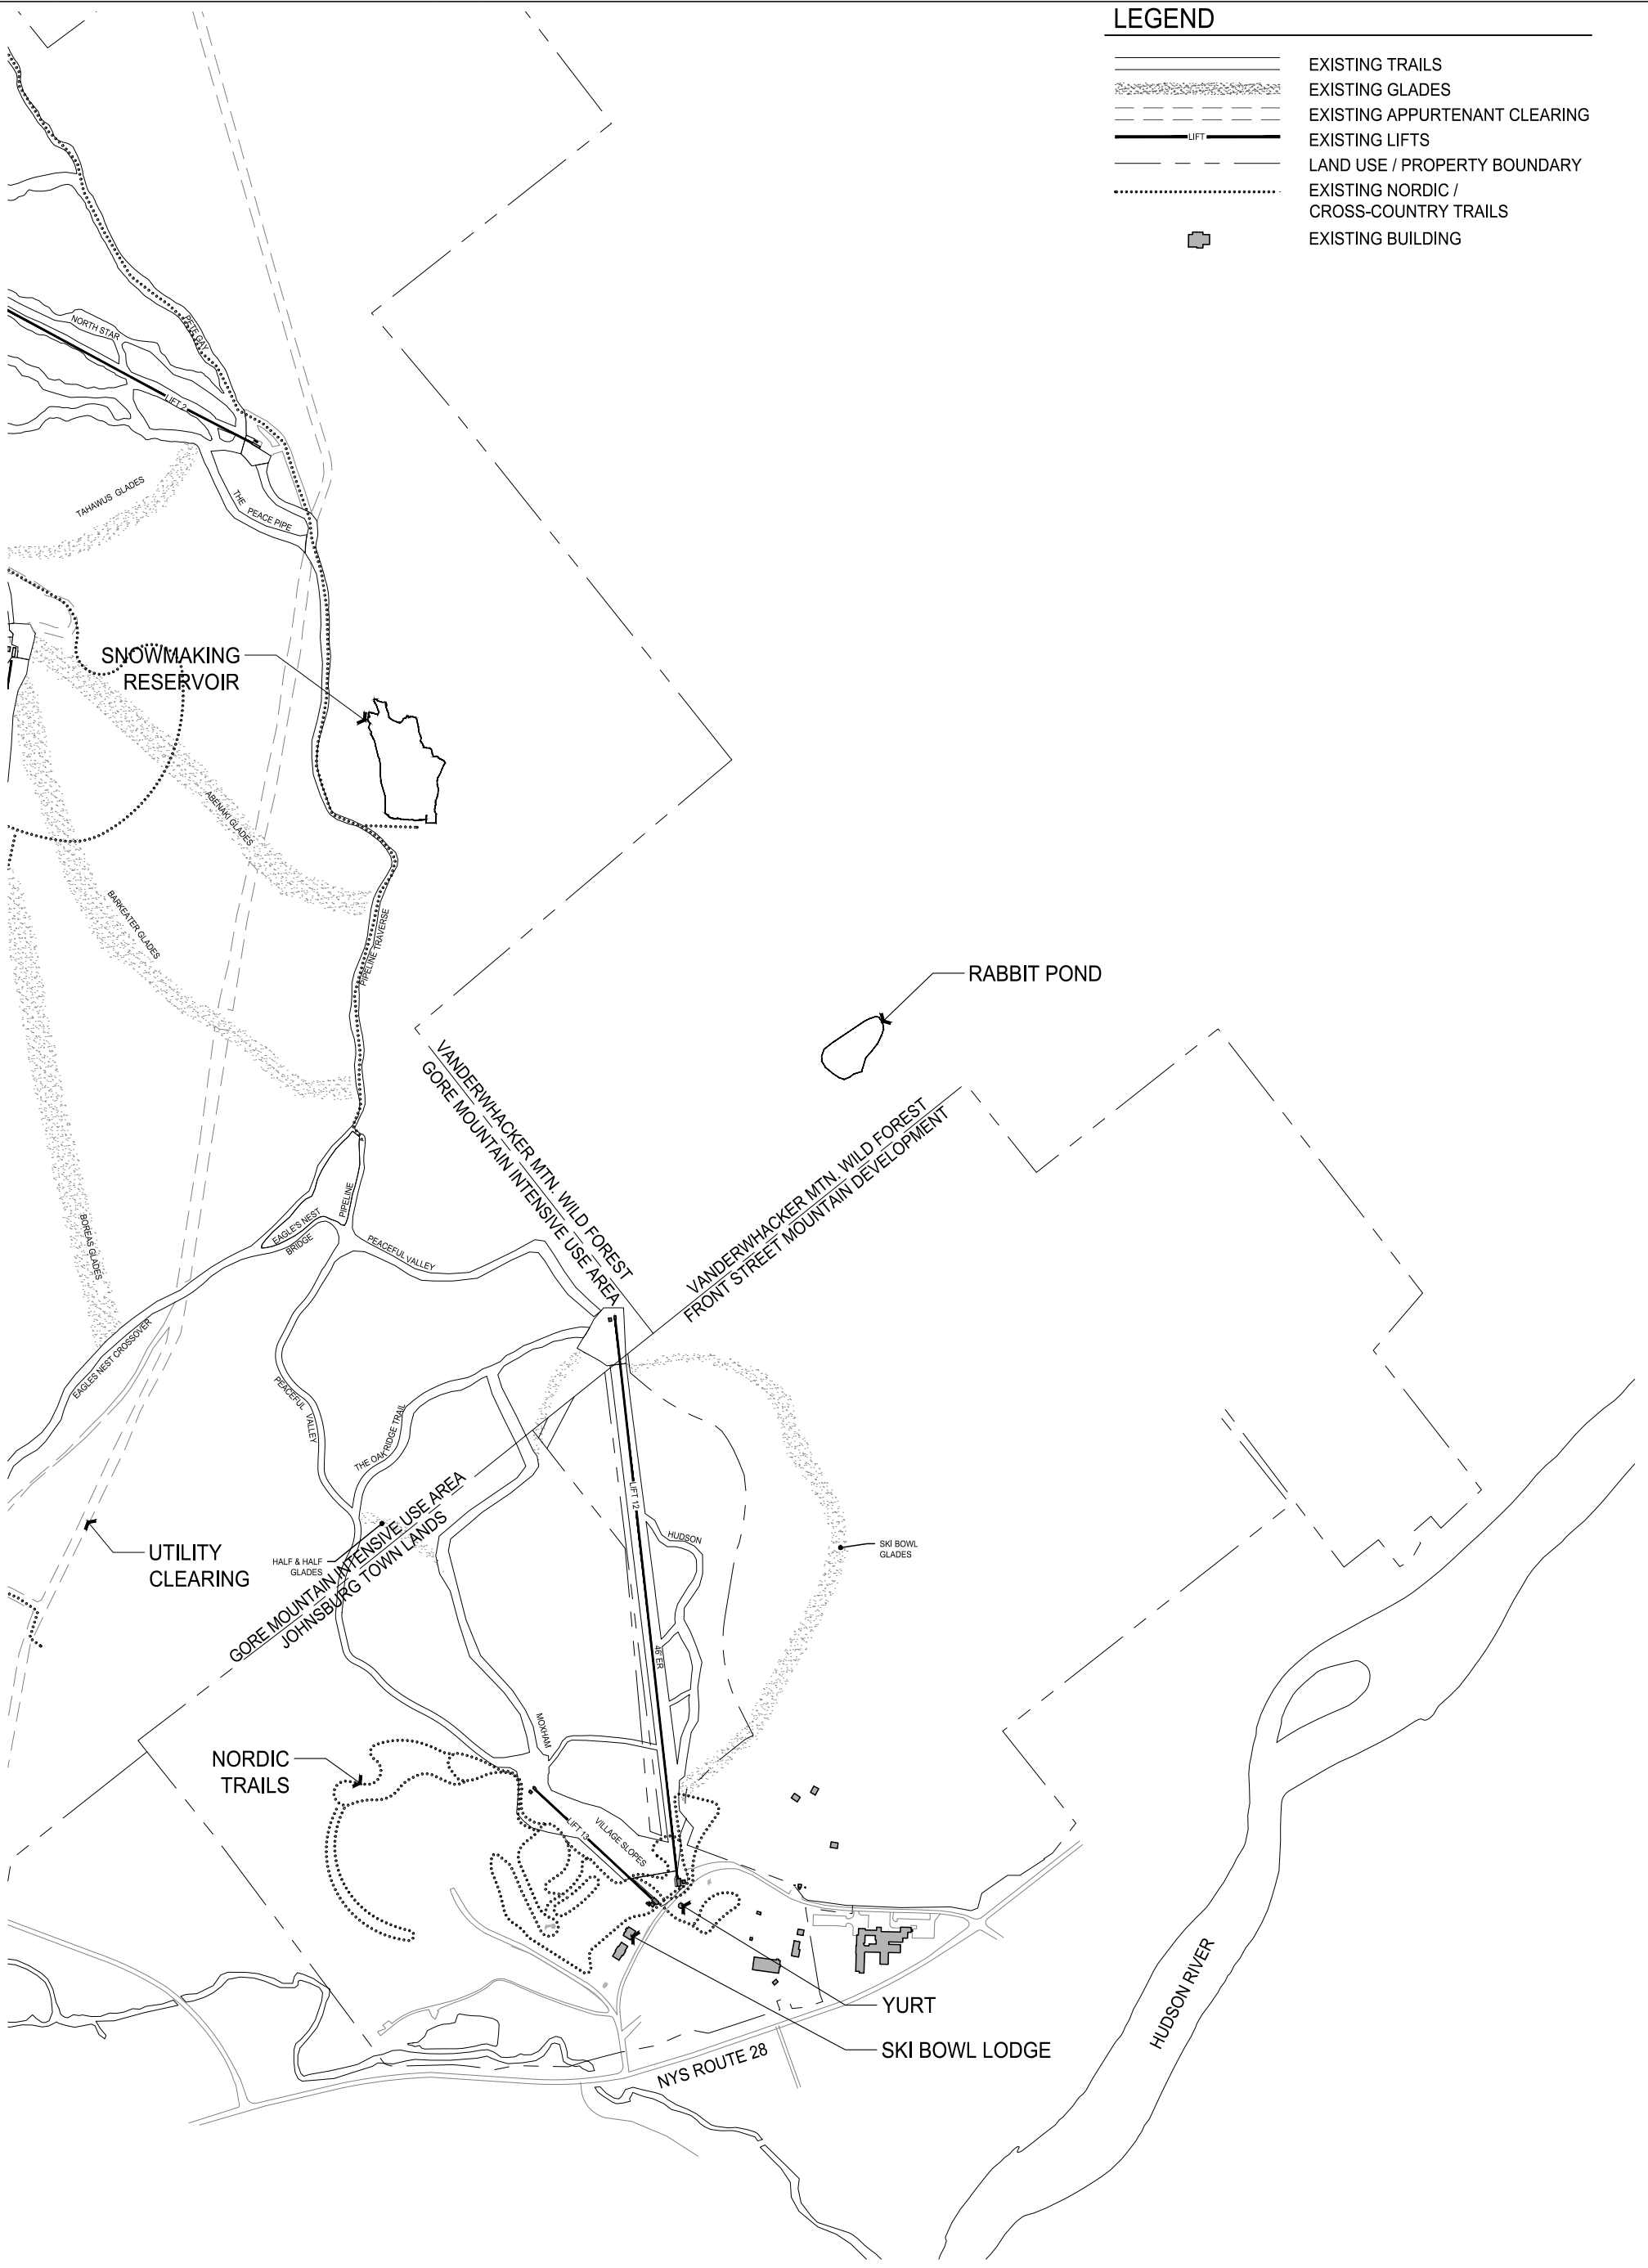 LEGEND
EXISTING TRAILS
EXISTING GLADES
EXISTING APPURTENANT CLEARING
LIFT
EXISTING LIFTS
LAND USE / PROPERTY BOUNDARY
EXISTING NORDIC /
CROSS-COUNTRY TRAILS
EXISTING BUILDING
NORTH STAR
PETE GAY
LIFT 2
TAHAWUS GLADES
THE
PEACE PIPE
SNOWMAKING
RESERVOIR
ABENAKI GLADES
BARKEATER GLADES
PIPELINE TRAVERSE
RABBIT POND
VANDERWHACKER MTN. WILD FOREST
GORE MOUNTAIN INTENSIVE USE AREA
VANDERWHACKER MTN. WILD FOREST
FRONT STREET MOUNTAIN DEVELOPMENT
BOREAS GLADES
EAGLE'S NEST
BRIDGE
PIPELINE
PEACEFUL VALLEY
EAGLES NEST CROSSOVER
PEACEFUL VALLEY
THE OAK RIDGE TRAIL
LIFT 12
HUDSON
SKI BOWL
GLADES
UTILITY
CLEARING
HALF & HALF
GLADES
GORE MOUNTAIN INTENSIVE USE AREA
JOHNSBURG TOWN LANDS
46 ER
MOXHAM
NORDIC
TRAILS
LIFT 13
VILLAGE SLOPES
YURT
SKI BOWL LODGE
NYS ROUTE 28
HUDSON RIVER